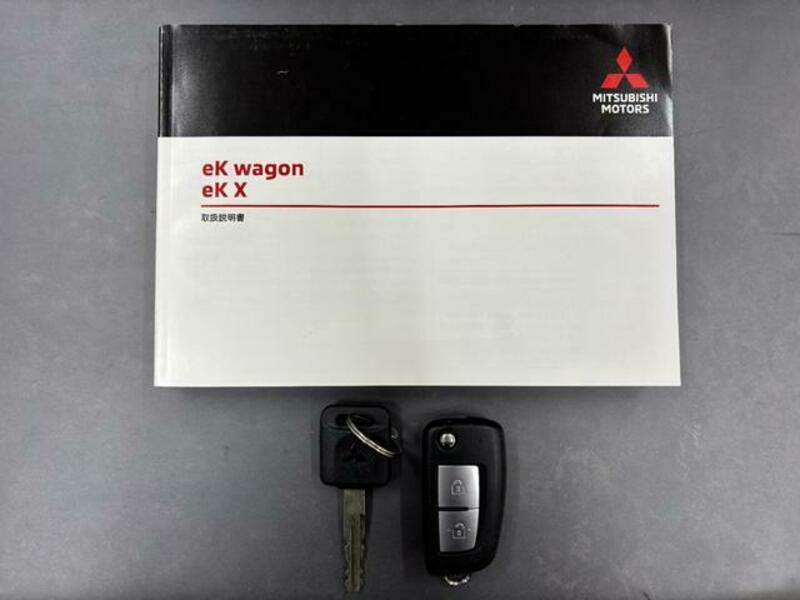 MITSUBISHI
MOTORS
eK wagon
eK X
取扱説明書